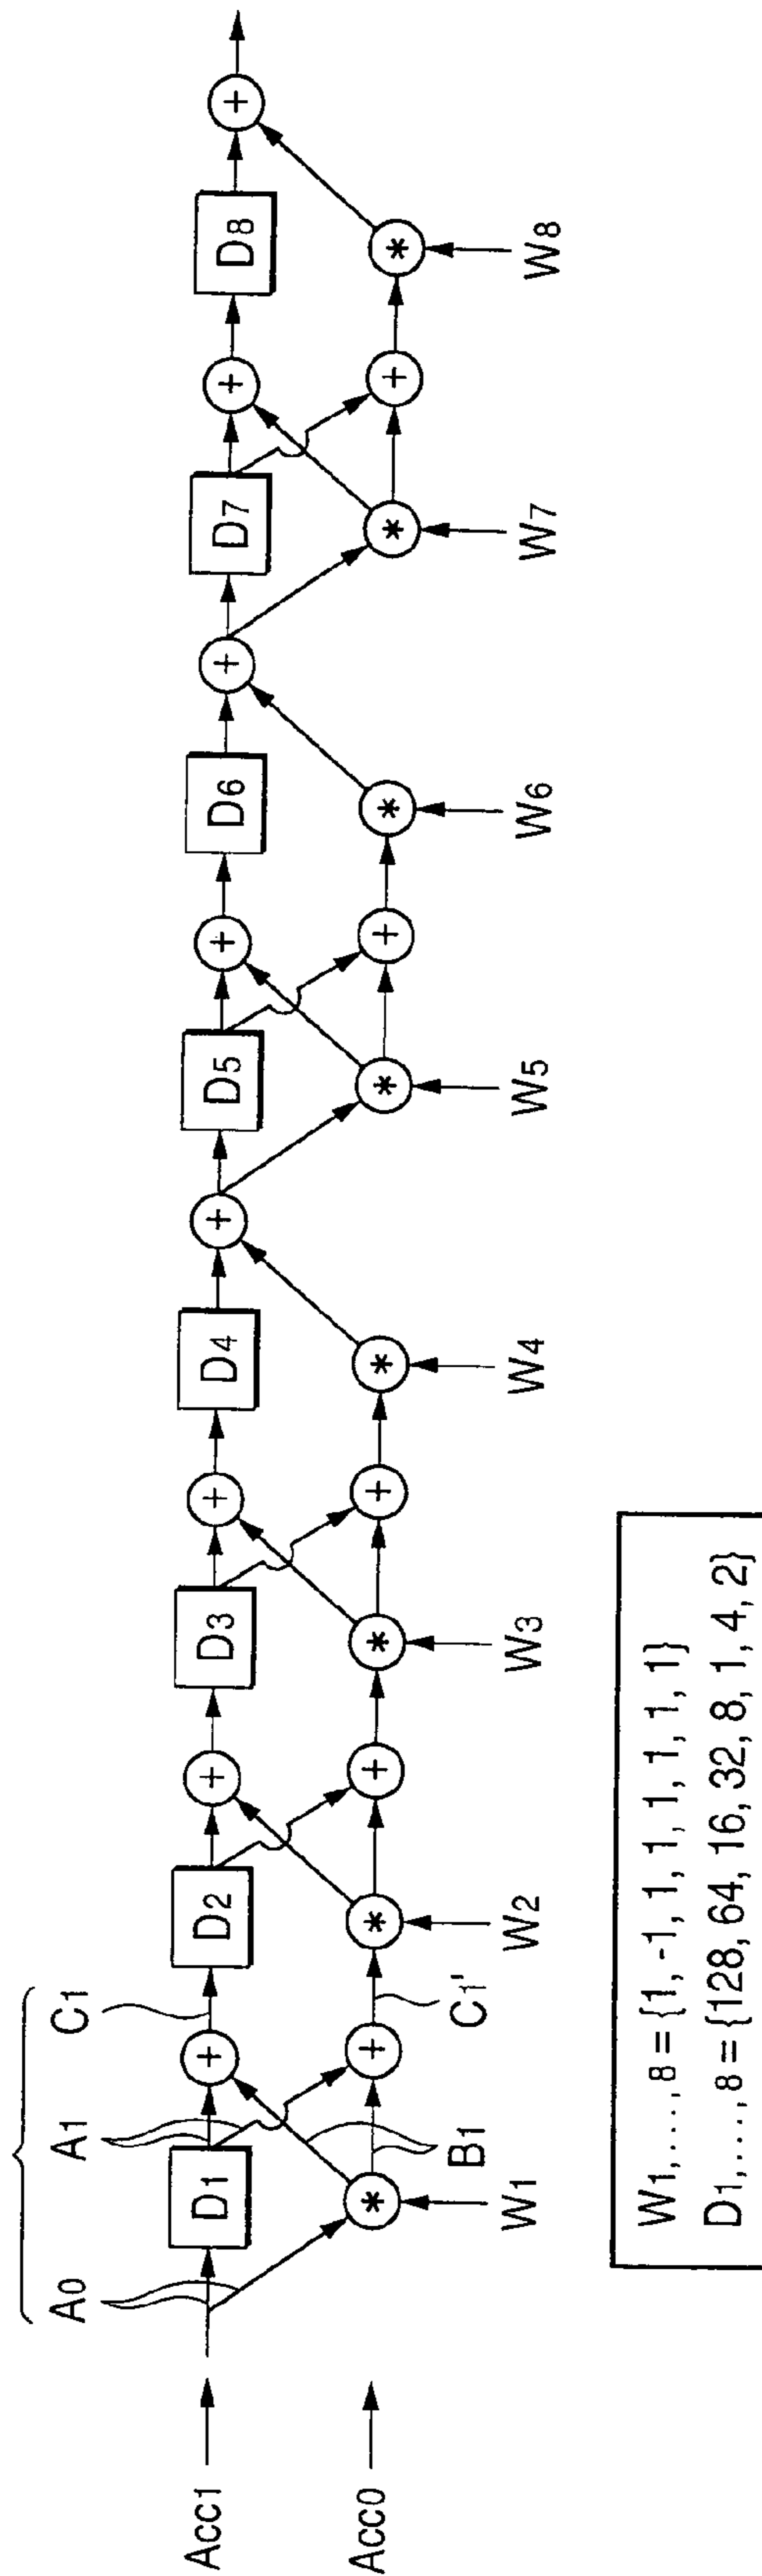 Acc1
Acc0
A0
A1
C1
B1
C1'
D1
D2
D3
D4
D5
D6
D7
D8
+
+
+
+
+
+
+
+
+
+
+
+
+
*
*
*
*
*
*
*
*
W1
W2
W3
W4
W5
W6
W7
W8
W1,....,8 = {1, -1, 1, 1, 1, 1, 1, 1}
D1,....,8 = {128, 64, 16, 32, 8, 1, 4, 2}